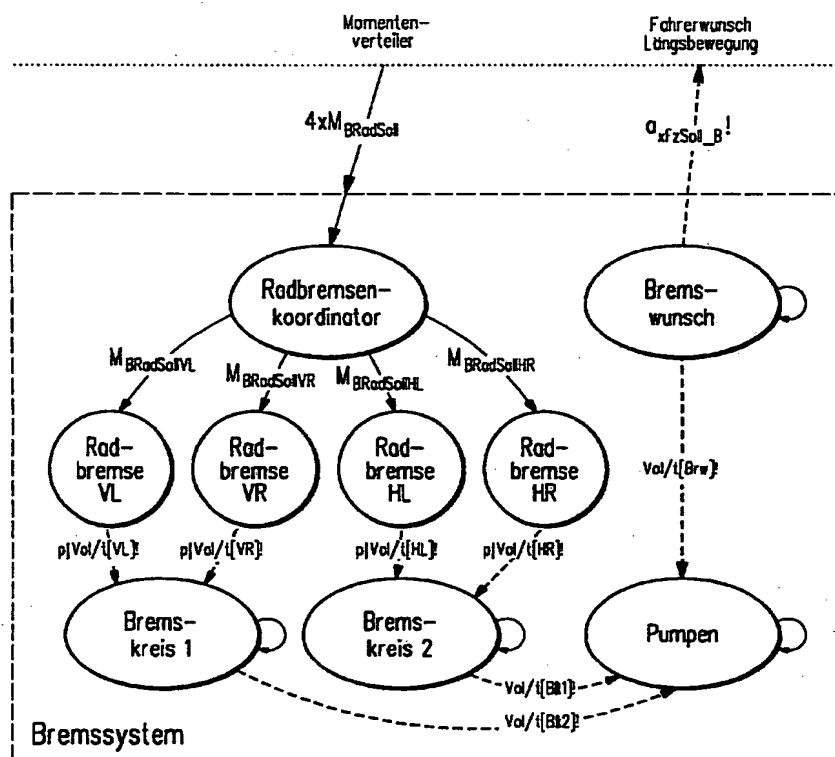 Momenten-
verteiler
Fahrerwunsch
Längsbewegung
4xM_BRadSoll
a_xFzSoll_B!
Radbremsen-
koordinator
Brems-
wunsch
M_BRadSollVL
M_BRadSollVR
M_BRadSollHL
M_BRadSollHR
Rad-
bremse
VL
Rad-
bremse
VR
Rad-
bremse
HL
Rad-
bremse
HR
Vol/t[Brw]!
p|Vol/t[VL]!
p|Vol/t[VR]!
p|Vol/t[HL]!
p|Vol/t[HR]!
Brems-
kreis 1
Brems-
kreis 2
Pumpen
Vol/t[Bk1]!
Vol/t[Bk2]!
Bremssystem